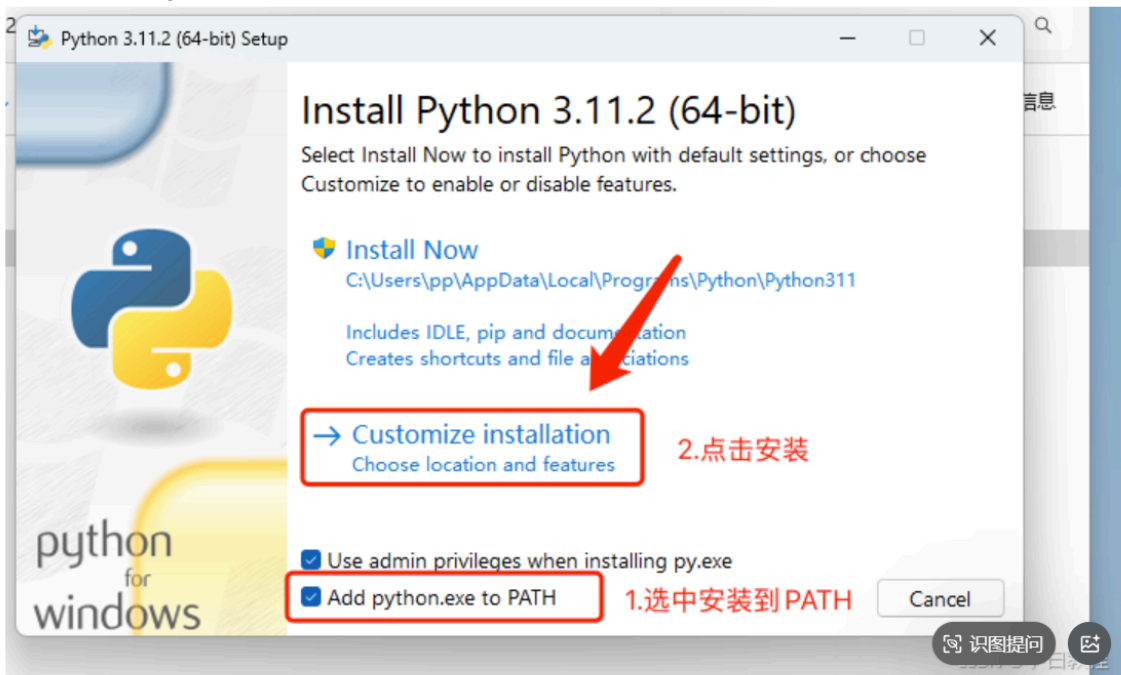 2
Python 3.11.2 (64-bit) Setup
信息
Install Python 3.11.2 (64-bit)
Select Install Now to install Python with default settings, or choose
Customize to enable or disable features.
Install Now
C:\Users\pp\AppData\Local\Programs\Python\Python311
Includes IDLE, pip and documentation
Creates shortcuts and file associations
Customize installation
Choose location and features
2.点击安装
python
for
windows
Use admin privileges when installing py.exe
Add python.exe to PATH
1.选中安装到 PATH
Cancel
识图提问